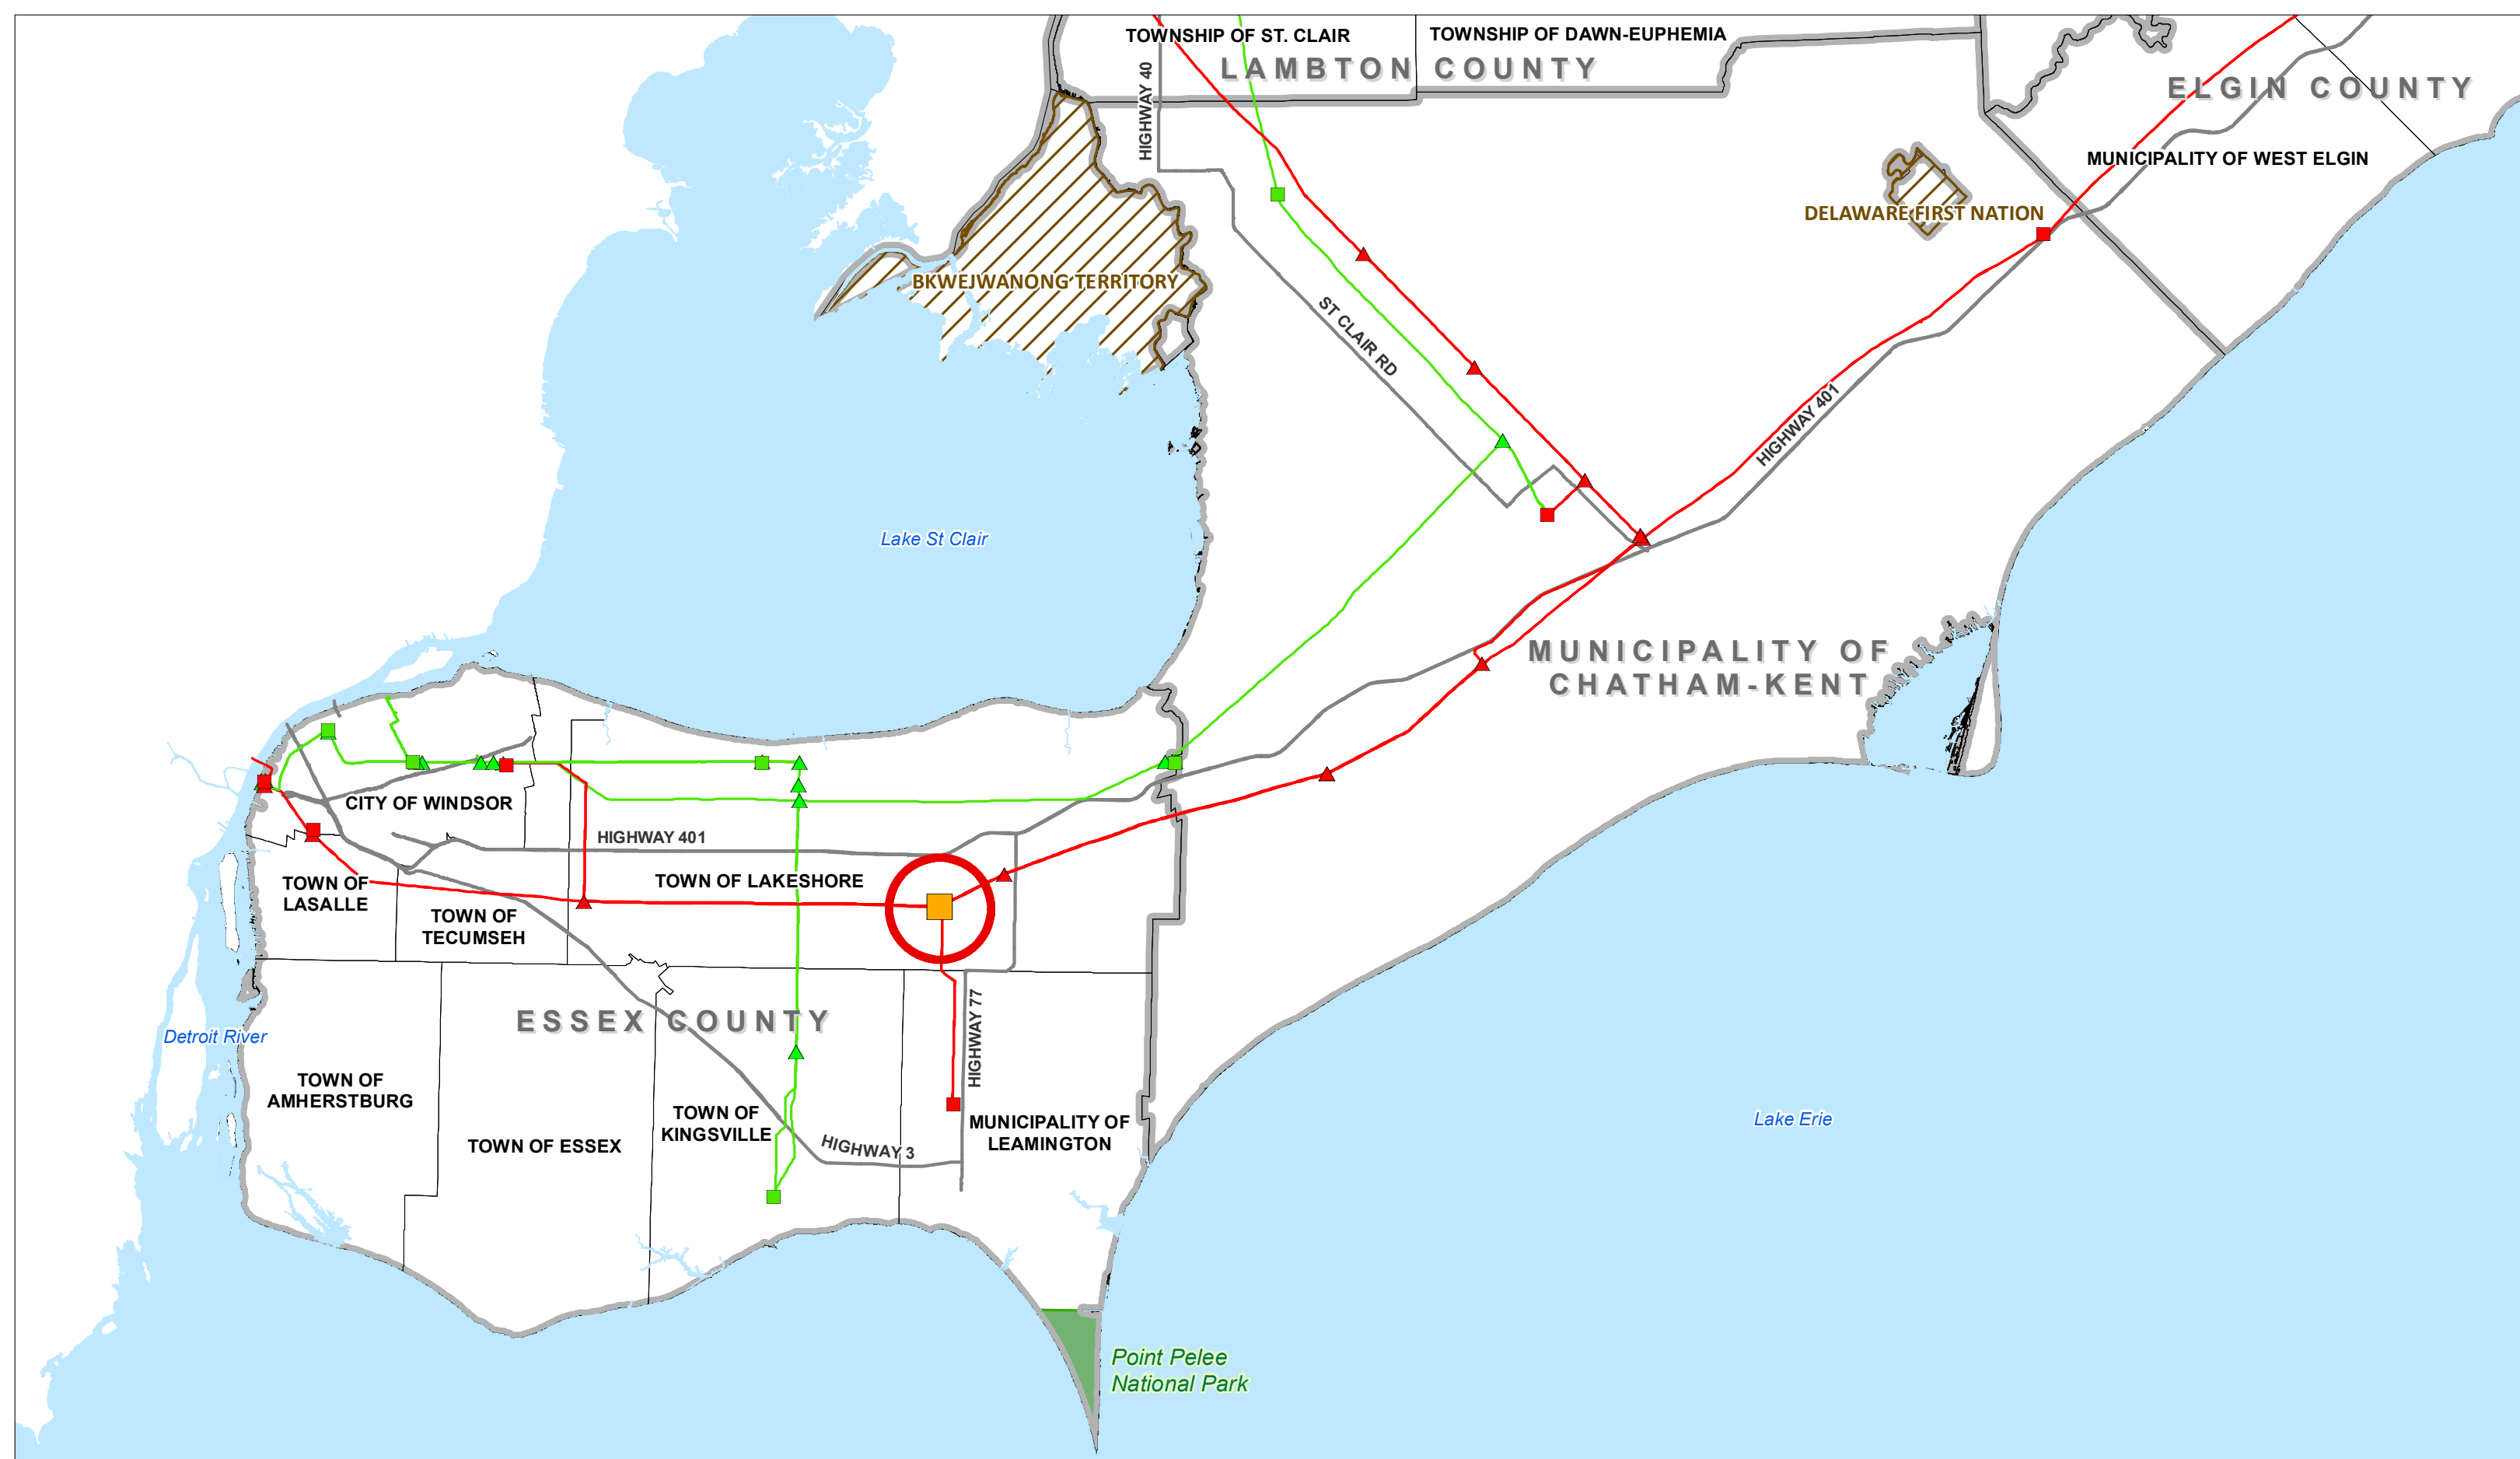 TOWNSHIP OF ST. CLAIR
TOWNSHIP OF DAWN-EUPHEMIA
LAMBTON COUNTY
HIGHWAY 40
ELGIN COUNTY
MUNICIPALITY OF WEST ELGIN
DELAWARE FIRST NATION
BKWEJWANONG TERRITORY
ST CLAIR RD
HIGHWAY 401
Lake St Clair
MUNICIPALITY OF
CHATHAM-KENT
CITY OF WINDSOR
HIGHWAY 401
TOWN OF
LASALLE
TOWN OF LAKESHORE
TOWN OF
TECUMSEH
HIGHWAY 77
ESSEX COUNTY
Detroit River
TOWN OF
AMHERSTBURG
TOWN OF ESSEX
TOWN OF
KINGSVILLE
HIGHWAY 3
MUNICIPALITY OF
LEAMINGTON
Lake Erie
Point Pelee
National Park